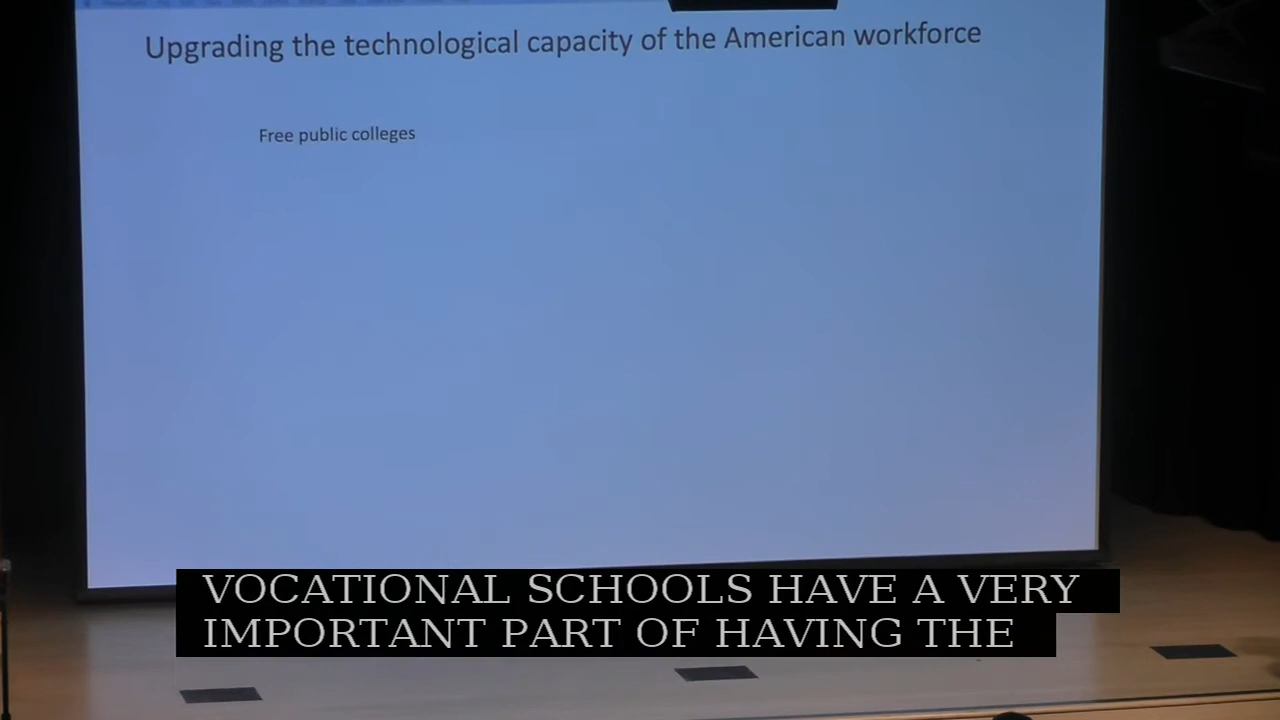 Upgrading the technological capacity of the American workforce
Free public colleges
VOCATIONAL SCHOOLS HAVE A VERY
IMPORTANT PART OF HAVING THE